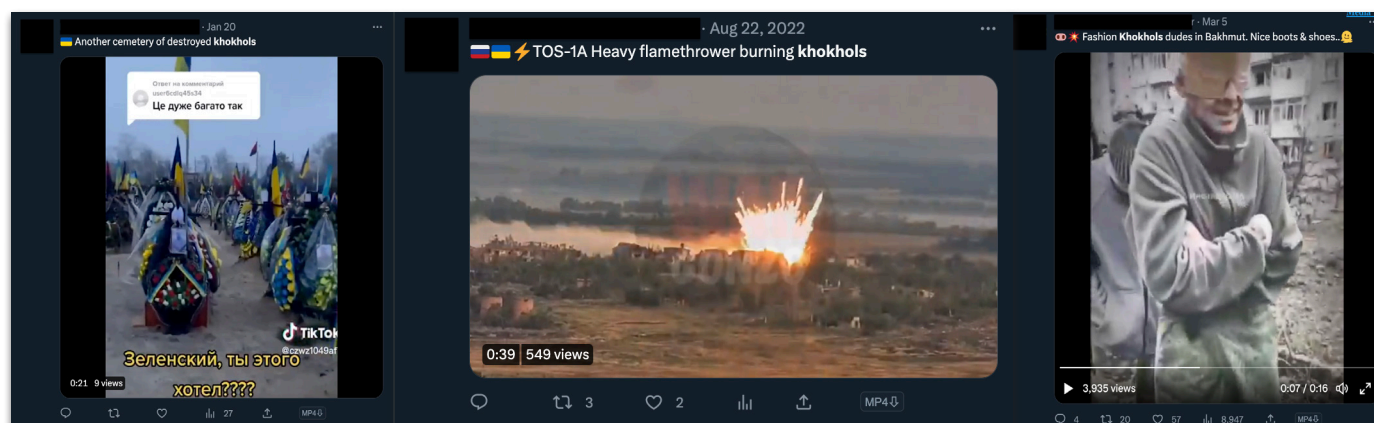 · Jan 20
Another cemetery of destroyed khokhols
Ответ на комментарий
user6cdiq45s34
Це дуже багато так
TikTok
@czwz1049af
Зеленский, ты этого
хотел????
0:21 9 views
27
MP4
· Aug 22, 2022
TOS-1A Heavy flamethrower burning khokhols
0:39 549 views
3
2
MP4
r · Mar 5
Fashion Khokhols dudes in Bakhmut. Nice boots & shoes...
3,935 views
0:07 / 0:16
4
20
57
8,947
MP4